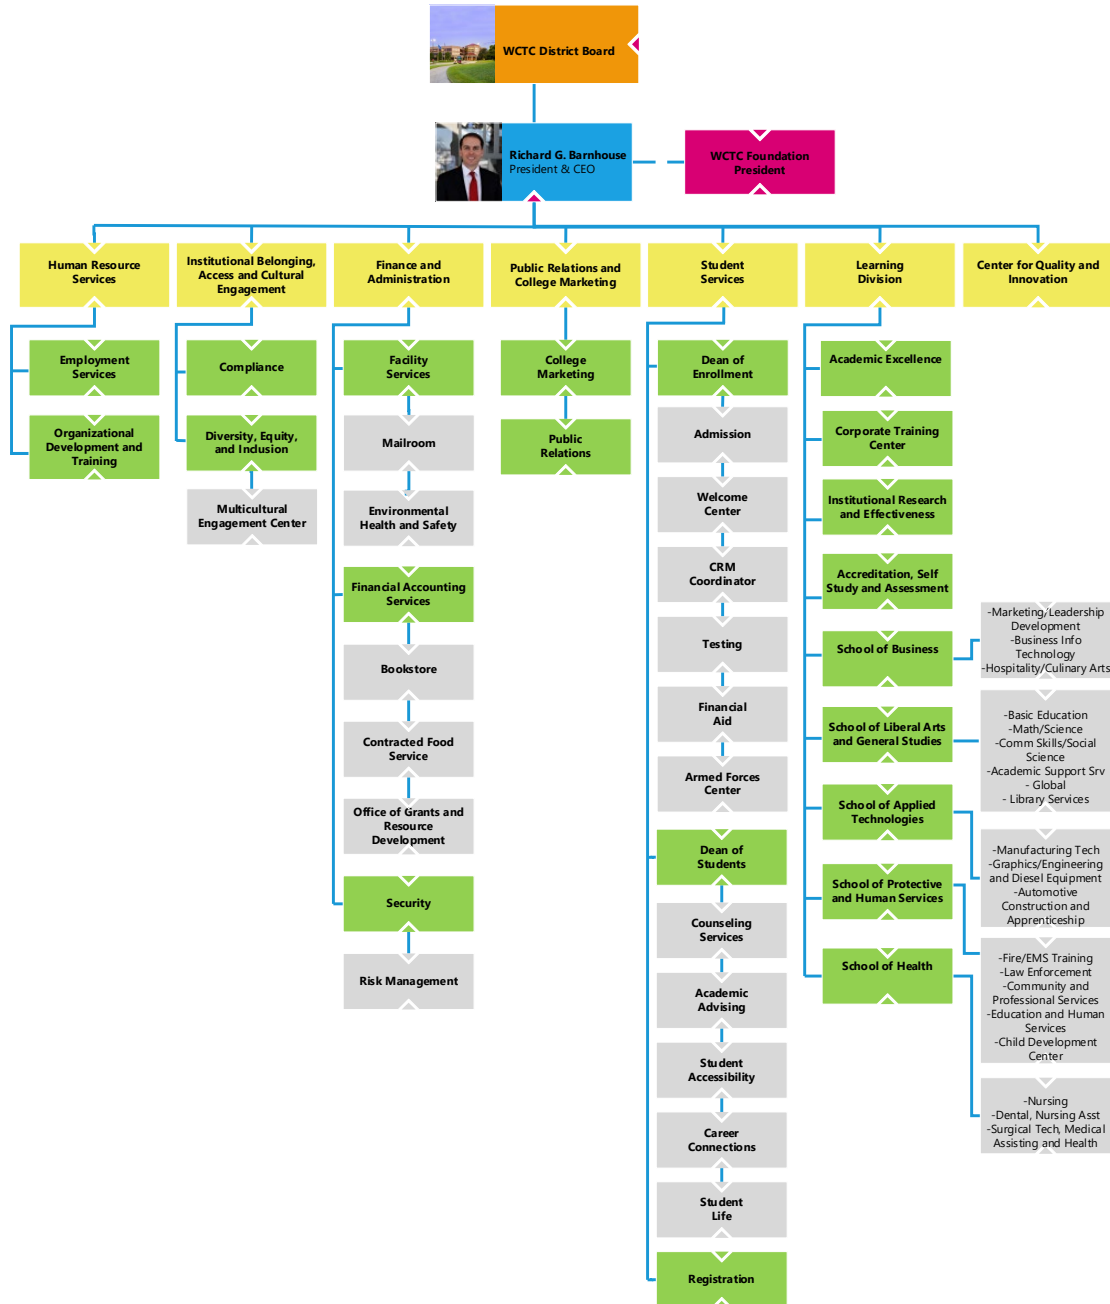 WCTC District Board
Richard G. Barnhouse
President & CEO
WCTC Foundation
President
Human Resource
Services
Institutional Belonging,
Access and Cultural
Engagement
Finance and
Administration
Public Relations and
College Marketing
Student
Services
Learning
Division
Center for Quality and
Innovation
Employment
Services
Organizational
Development and
Training
Compliance
Diversity, Equity,
and Inclusion
Multicultural
Engagement Center
Facility
Services
Mailroom
Environmental
Health and Safety
Financial Accounting
Services
Bookstore
Contracted Food
Service
Office of Grants and
Resource
Development
Security
Risk Management
College
Marketing
Public
Relations
Dean of
Enrollment
Admission
Welcome
Center
CRM
Coordinator
Testing
Financial
Aid
Armed Forces
Center
Dean of
Students
Counseling
Services
Academic
Advising
Student
Accessibility
Career
Connections
Student
Life
Registration
Academic Excellence
Corporate Training
Center
Institutional Research
and Effectiveness
Accreditation, Self
Study and Assessment
School of Business
-Marketing/Leadership
Development
-Business Info
Technology
-Hospitality/Culinary Arts
School of Liberal Arts
and General Studies
-Basic Education
-Math/Science
-Comm Skills/Social
Science
-Academic Support Srv
- Global
- Library Services
School of Applied
Technologies
-Manufacturing Tech
-Graphics/Engineering
and Diesel Equipment
-Automotive
Construction and
Apprenticeship
School of Protective
and Human Services
-Fire/EMS Training
-Law Enforcement
-Community and
Professional Services
-Education and Human
Services
-Child Development
Center
School of Health
-Nursing
-Dental, Nursing Asst
-Surgical Tech, Medical
Assisting and Health